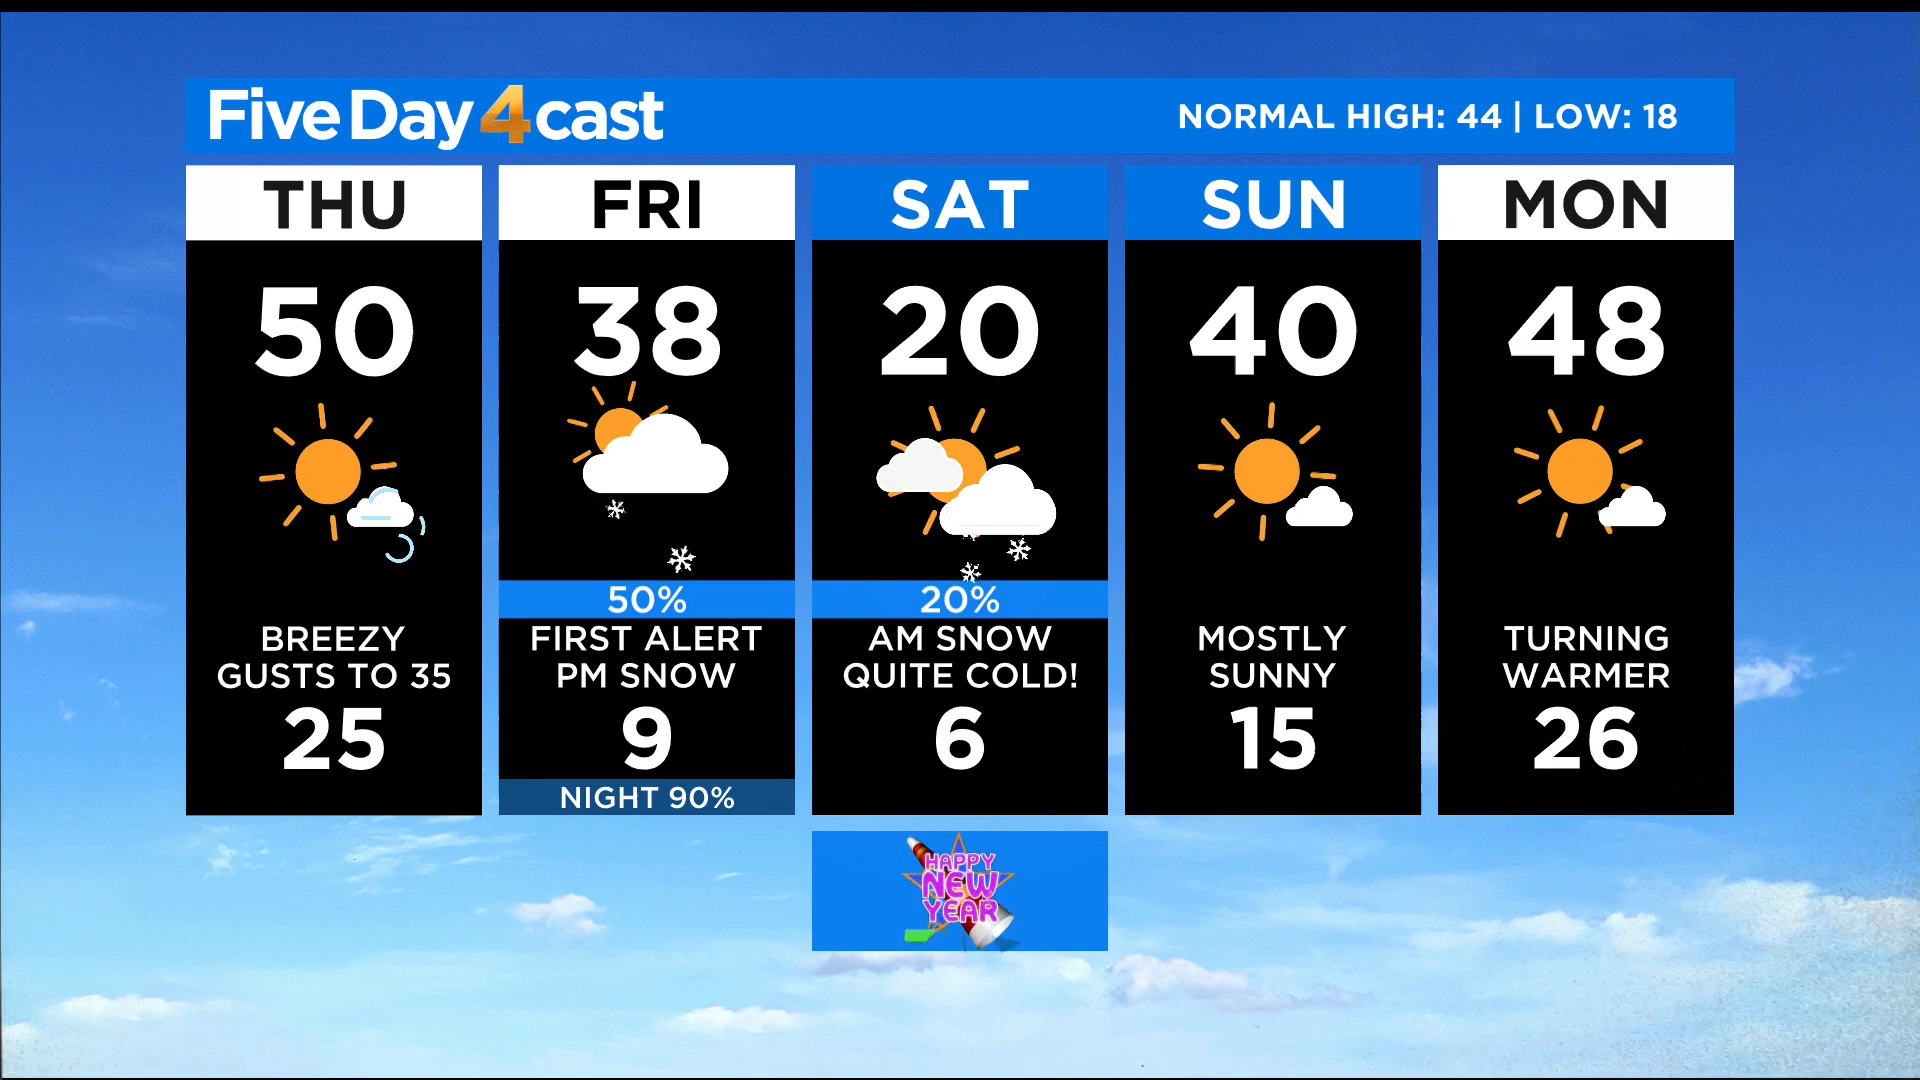 Five Day 4cast
NORMAL HIGH: 44 | LOW: 18
THU
50
BREEZY
GUSTS TO 35
25
FRI
38
50%
FIRST ALERT
PM SNOW
9
NIGHT 90%
SAT
20
20%
AM SNOW
QUITE COLD!
6
HAPPY
NEW
YEAR
SUN
40
MOSTLY
SUNNY
15
MON
48
TURNING
WARMER
26